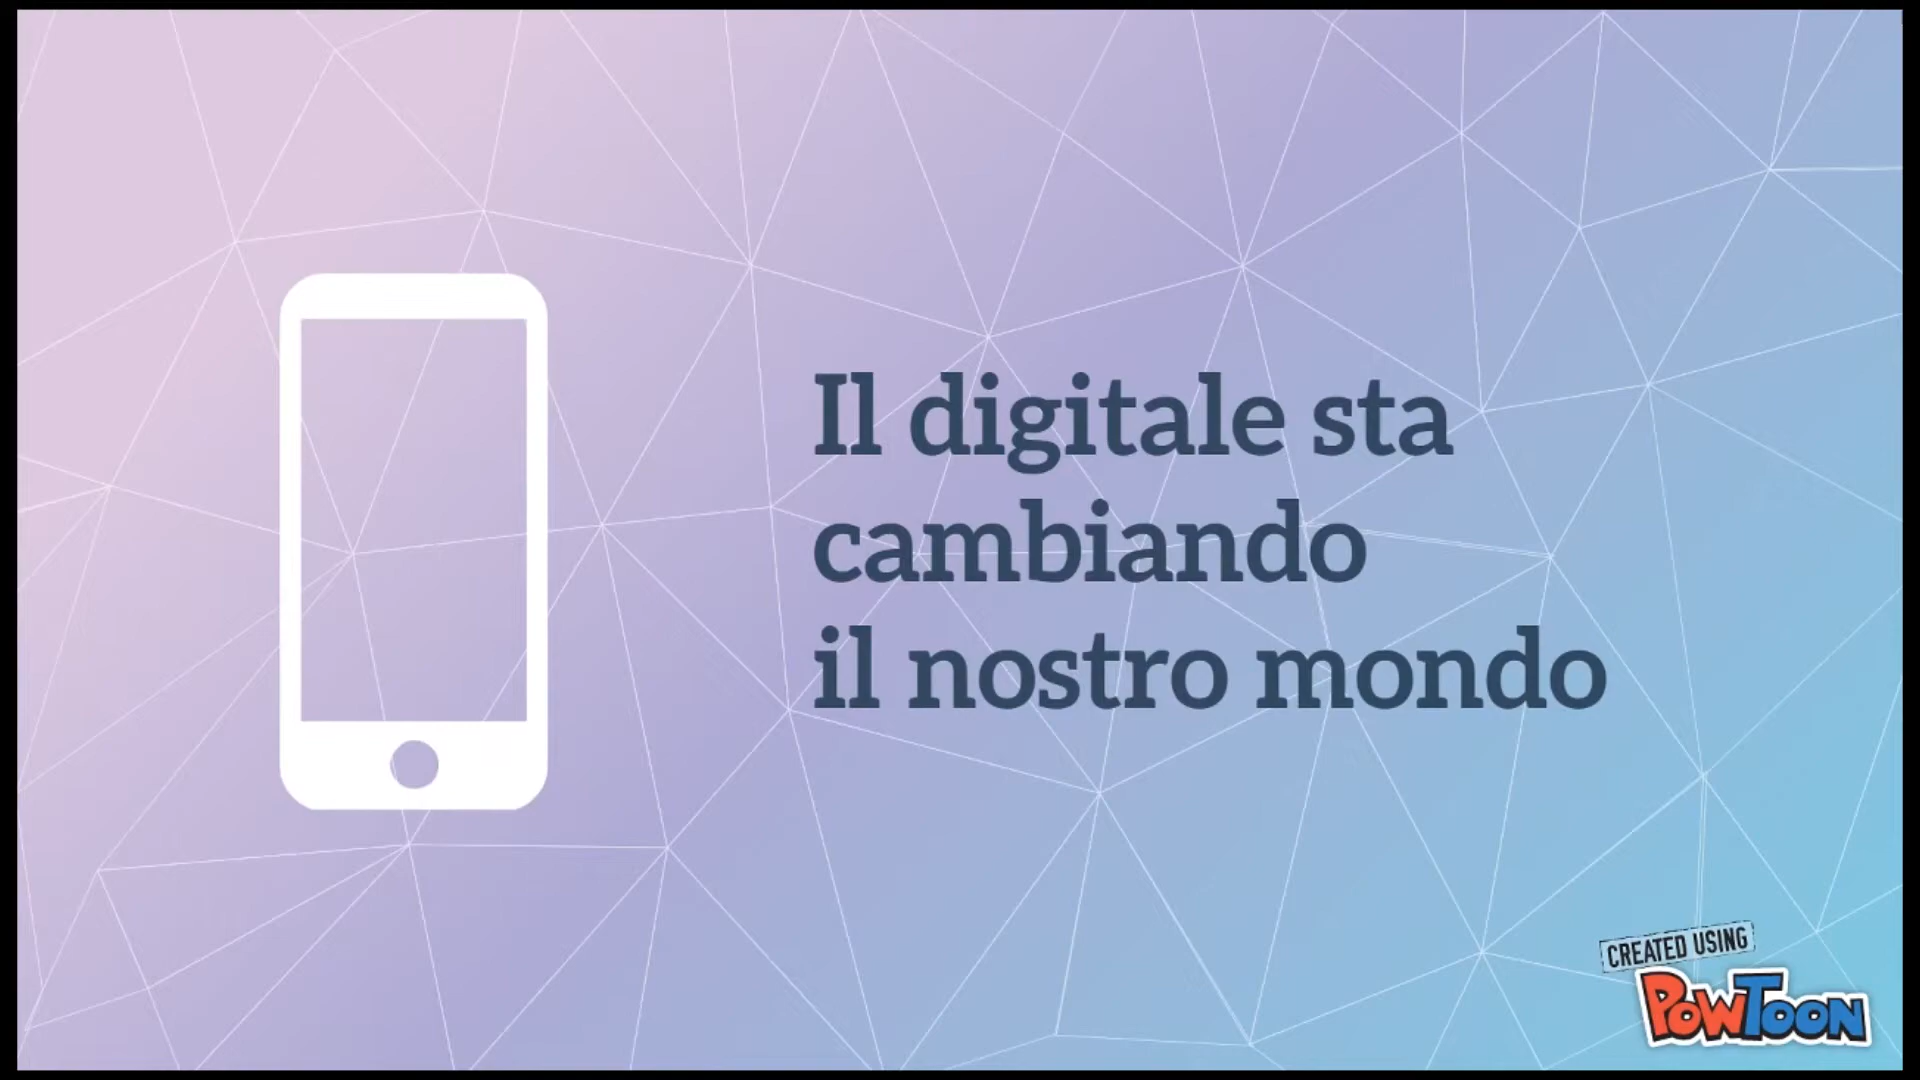 Il digitale sta
cambiando
il nostro mondo
CREATED USING
POWTOON